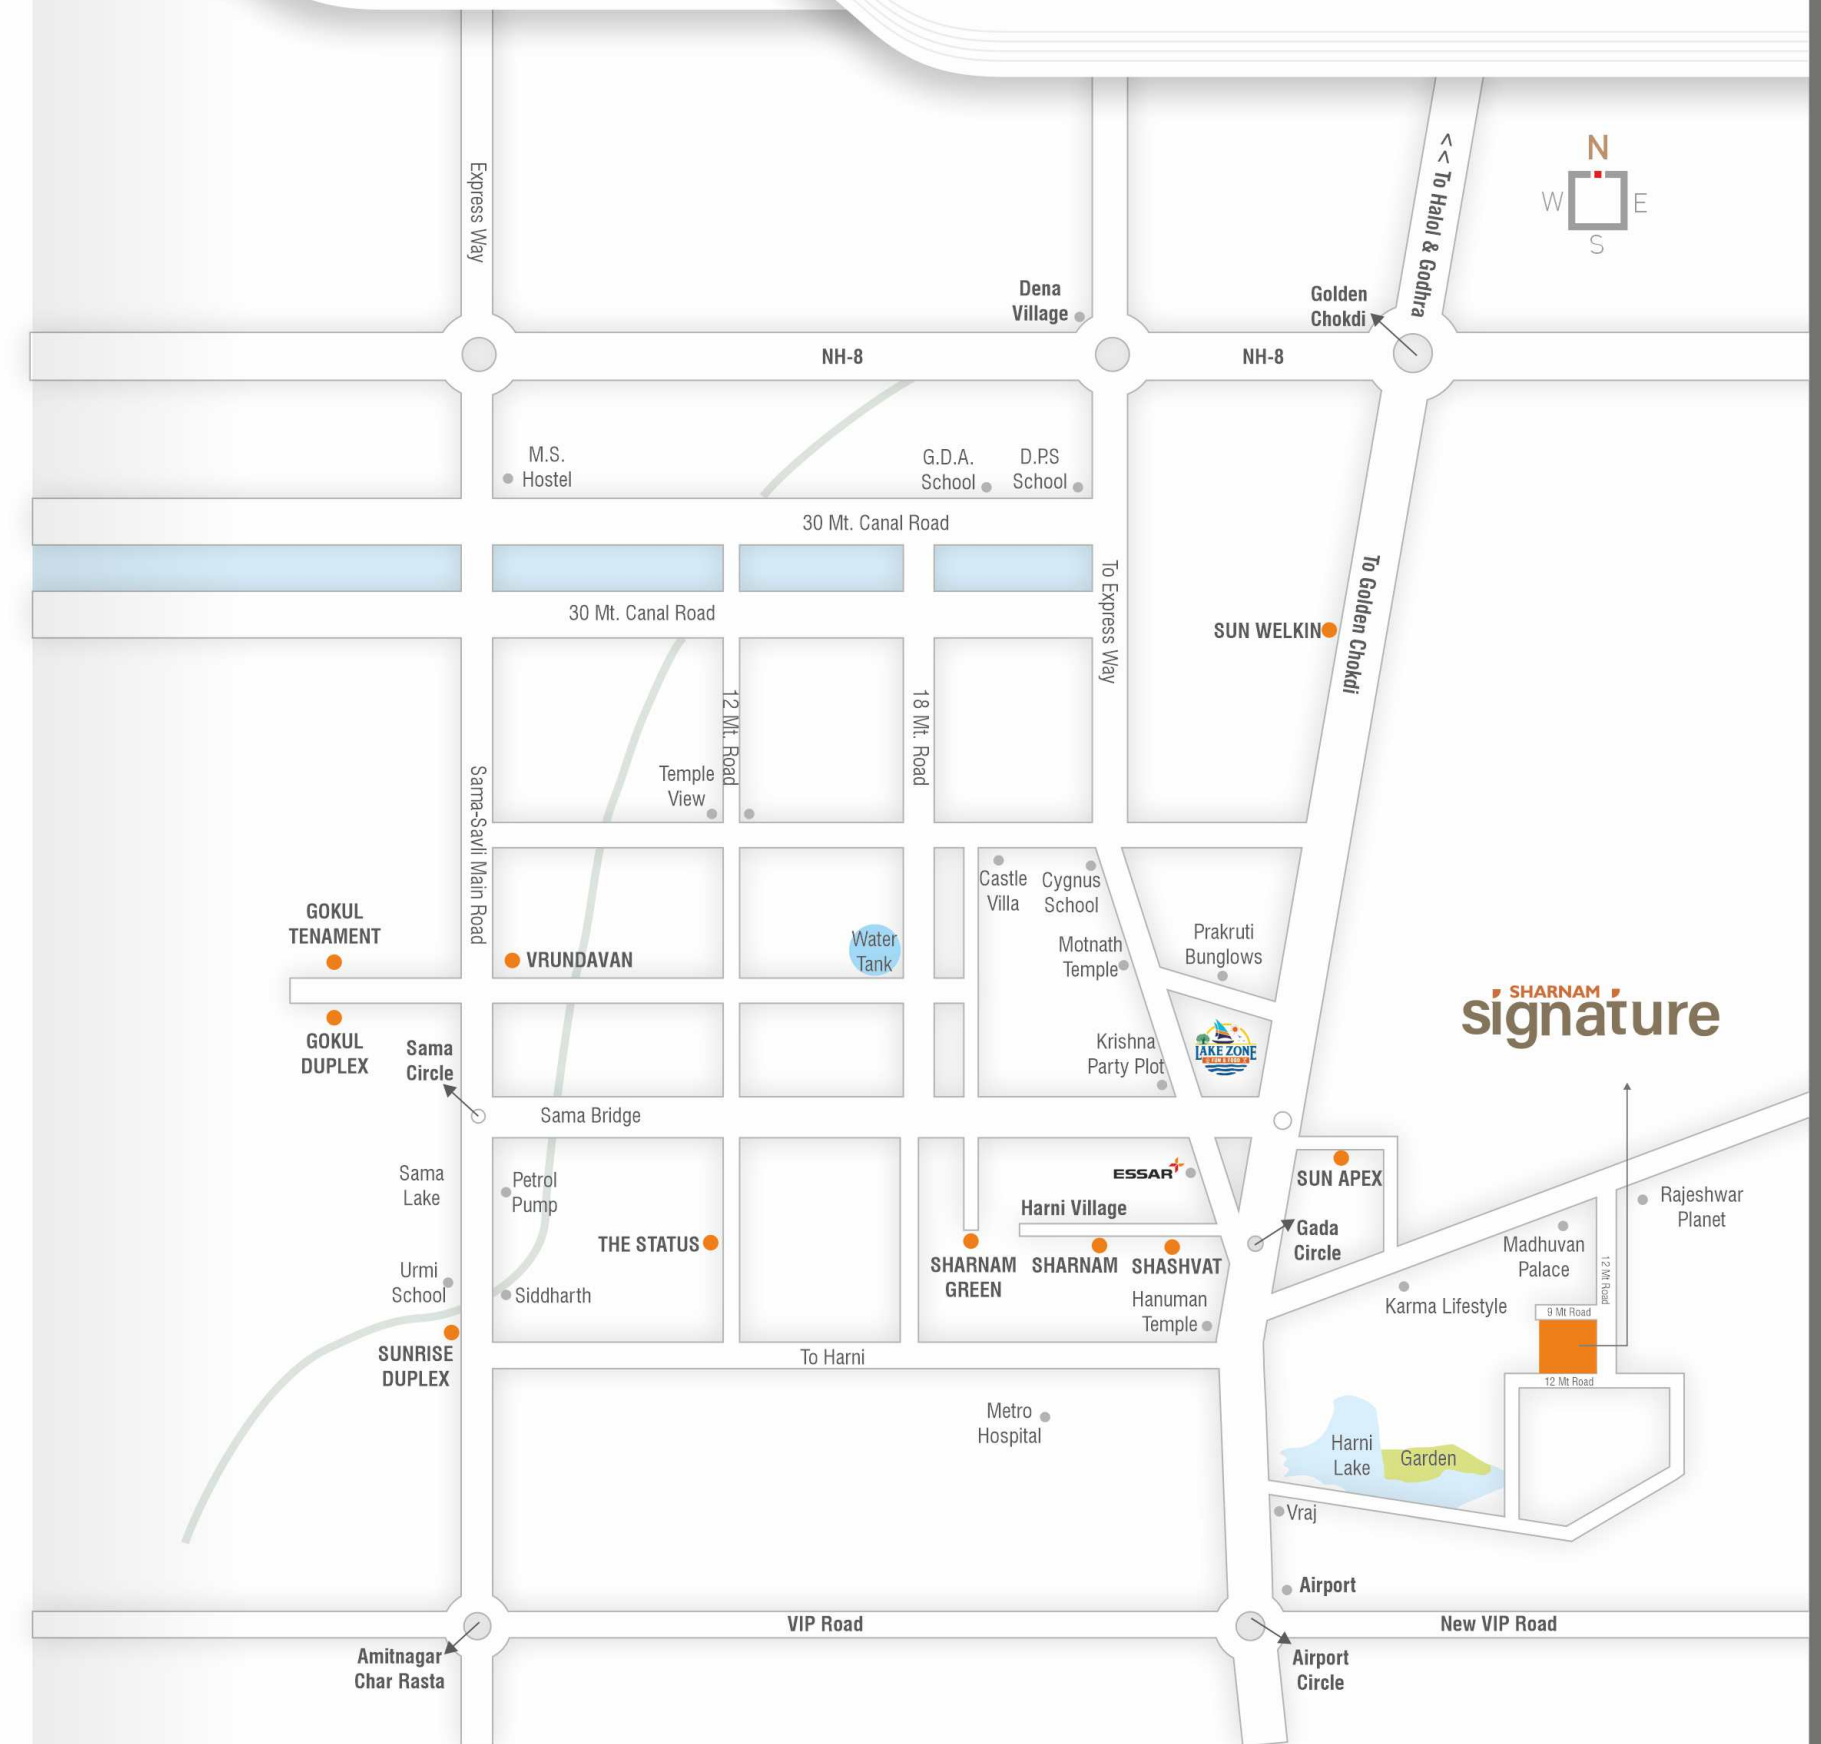 N
W
E
S
Express Way
<< To Halol & Godhra
Dena
Village
Golden
Chokdi
NH-8
NH-8
M.S.
Hostel
G.D.A.
School
D.P.S
School
30 Mt. Canal Road
30 Mt. Canal Road
To Express Way
To Golden Chokdi
SUN WELKIN
12 Mt. Road
18 Mt. Road
Temple
View
Sama-Savli Main Road
Castle
Villa
Cygnus
School
GOKUL
TENAMENT
VRUNDAVAN
Water
Tank
Motnath
Temple
Prakruti
Bunglows
SHARNAM
signature
GOKUL
DUPLEX
Sama
Circle
Krishna
Party Plot
LAKE ZONE
FUN & FOOD
Sama Bridge
Sama
Lake
Petrol
Pump
ESSAR
SUN APEX
Harni Village
Rajeshwar
Planet
THE STATUS
Gada
Circle
Madhuvan
Palace
SHARNAM
GREEN
SHARNAM
SHASHVAT
12 Mt Road
Urmi
School
Siddharth
Hanuman
Temple
Karma Lifestyle
9 Mt Road
SUNRISE
DUPLEX
To Harni
12 Mt Road
Metro
Hospital
Harni
Lake
Garden
Vraj
Airport
VIP Road
New VIP Road
Amitnagar
Char Rasta
Airport
Circle